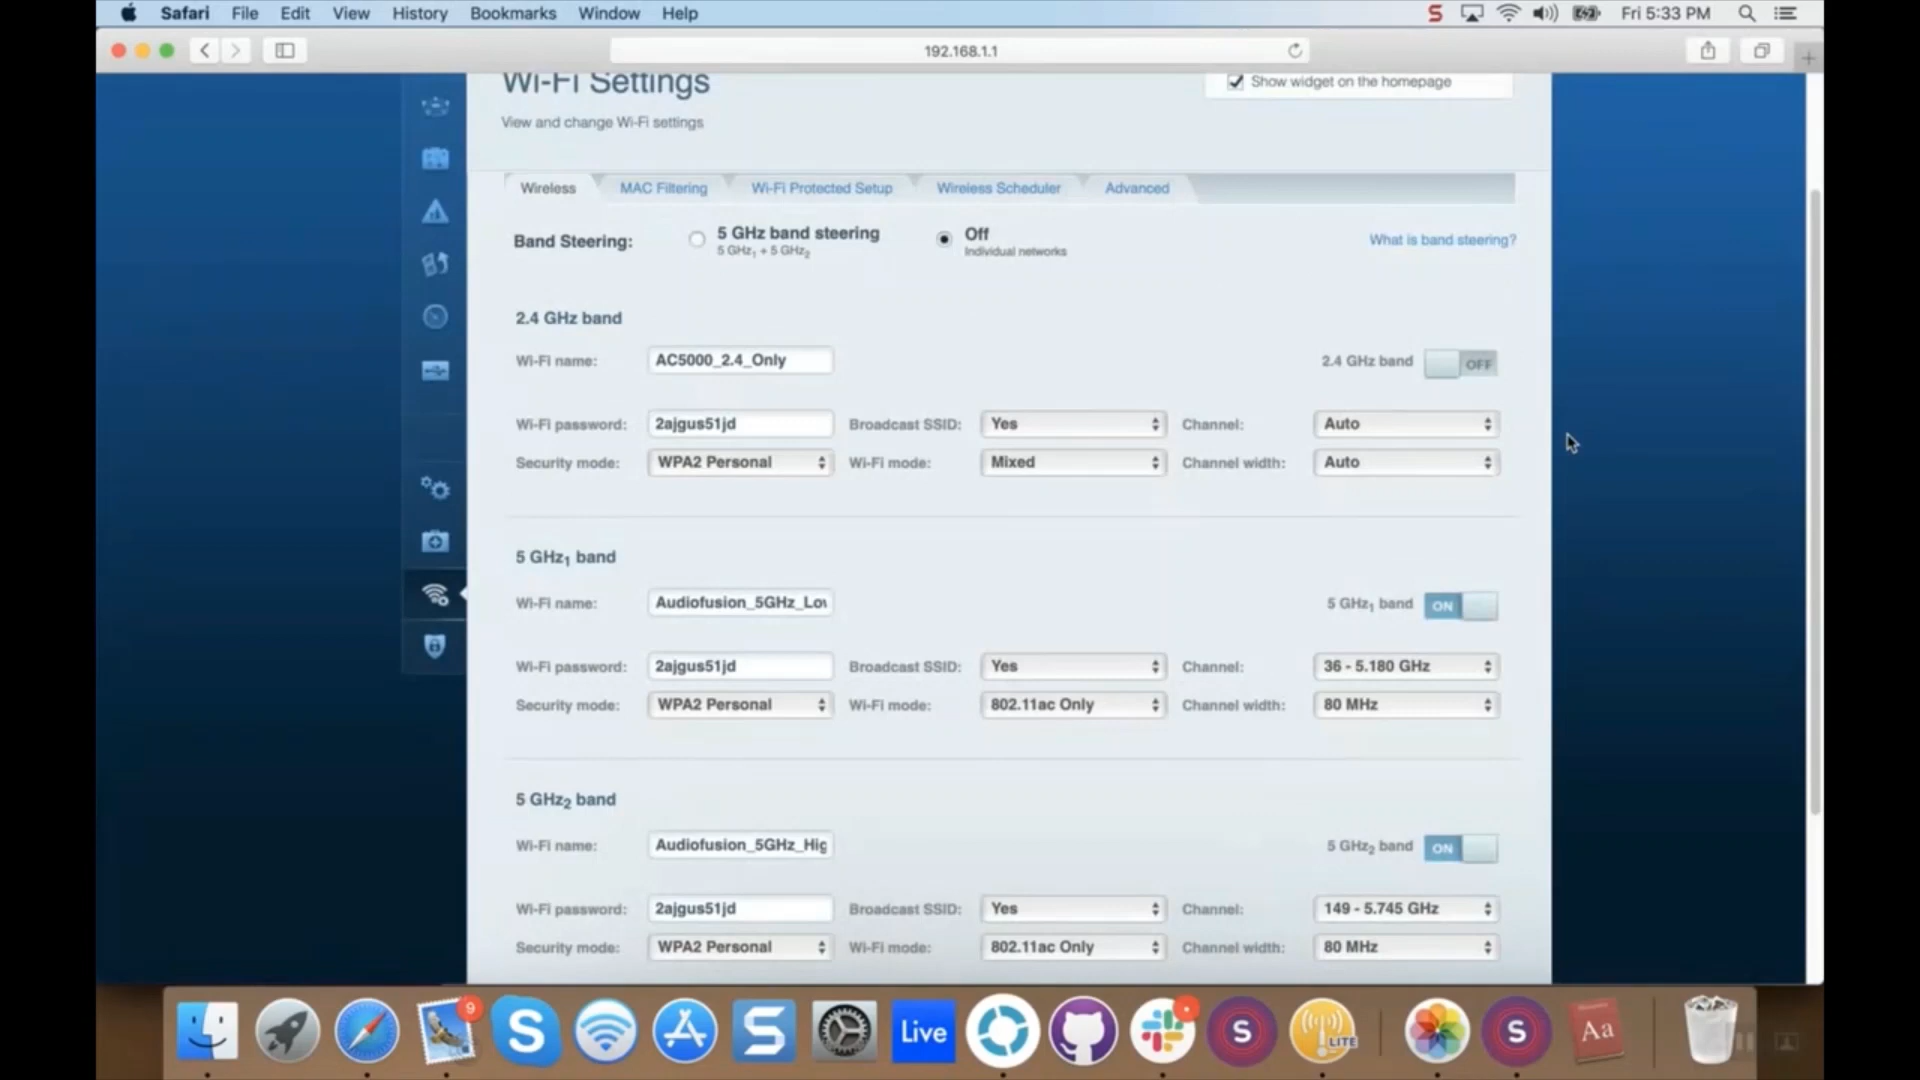 Safari File Edit View History Bookmarks Window Help Fri 5:33 PM
192.168.1.1
Wi-Fi Settings
Show widget on the homepage
View and change Wi-Fi settings
Wireless MAC Filtering Wi-Fi Protected Setup Wireless Scheduler Advanced
Band Steering: 5 GHz band steering Off What is band steering?
5 GHz1 + 5 GHz2 Individual networks
2.4 GHz band
Wi-Fi name: AC5000_2.4_Only 2.4 GHz band OFF
Wi-Fi password: 2ajgus51jd Broadcast SSID: Yes Channel: Auto
Security mode: WPA2 Personal Wi-Fi mode: Mixed Channel width: Auto
5 GHz1 band
Wi-Fi name: Audiofusion_5GHz_Lov 5 GHz1 band ON
Wi-Fi password: 2ajgus51jd Broadcast SSID: Yes Channel: 36 - 5.180 GHz
Security mode: WPA2 Personal Wi-Fi mode: 802.11ac Only Channel width: 80 MHz
5 GHz2 band
Wi-Fi name: Audiofusion_5GHz_Hig 5 GHz2 band ON
Wi-Fi password: 2ajgus51jd Broadcast SSID: Yes Channel: 149 - 5.745 GHz
Security mode: WPA2 Personal Wi-Fi mode: 802.11ac Only Channel width: 80 MHz
9
S S Live S LITE S Aa